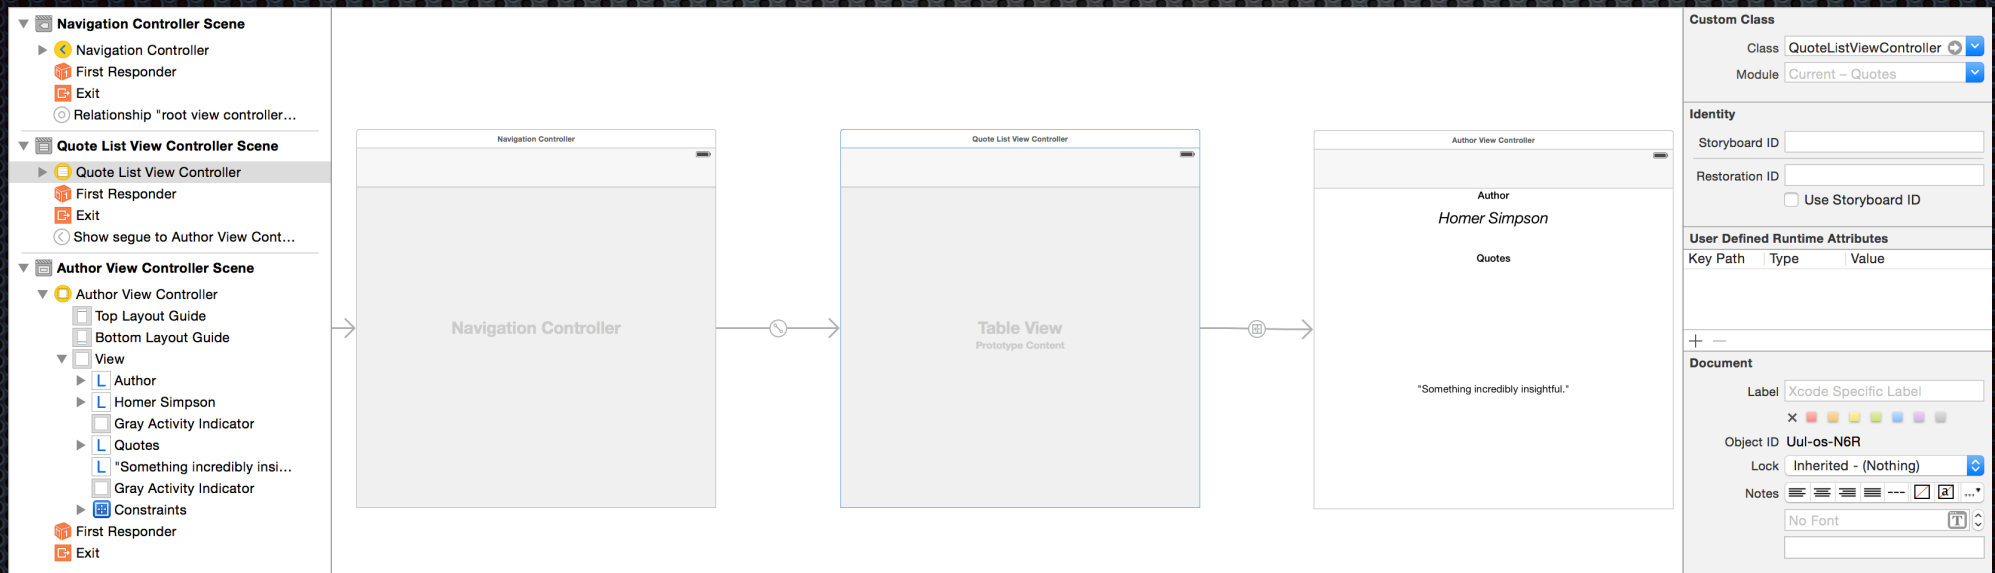 Navigation Controller Scene
Navigation Controller
First Responder
Exit
Relationship "root view controller...
Quote List View Controller Scene
Quote List View Controller
First Responder
Exit
Show segue to Author View Cont...
Author View Controller Scene
Author View Controller
Top Layout Guide
Bottom Layout Guide
View
L Author
L Homer Simpson
Gray Activity Indicator
L Quotes
L "Something incredibly insi...
Gray Activity Indicator
Constraints
First Responder
Exit
Navigation Controller
Navigation Controller
Quote List View Controller
Table View
Prototype Content
Author View Controller
Author
Homer Simpson
Quotes
"Something incredibly insightful."
Custom Class
Class QuoteListViewController
Module Current – Quotes
Identity
Storyboard ID
Restoration ID
Use Storyboard ID
User Defined Runtime Attributes
Key Path Type Value
Document
Label Xcode Specific Label
Object ID Uul-os-N6R
Lock Inherited - (Nothing)
Notes
No Font T